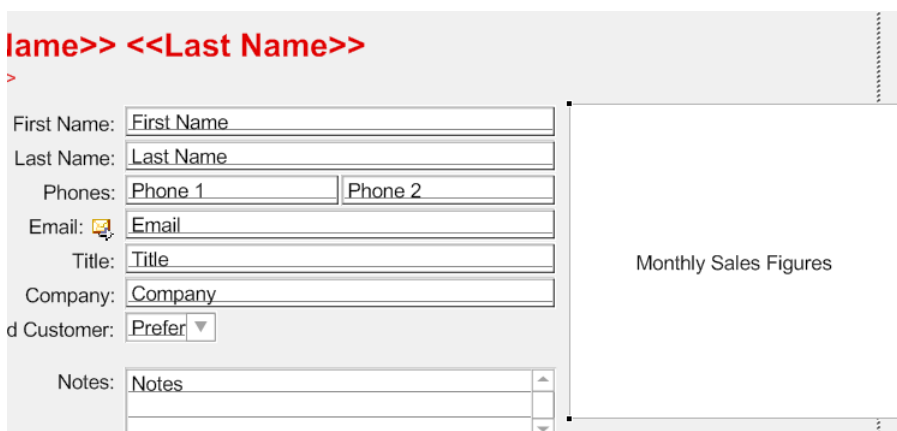 lame>> <<Last Name>>
>
First Name: First Name
Last Name: Last Name
Phones: Phone 1 Phone 2
Email: Email
Title: Title
Monthly Sales Figures
Company: Company
d Customer: Prefer
Notes: Notes